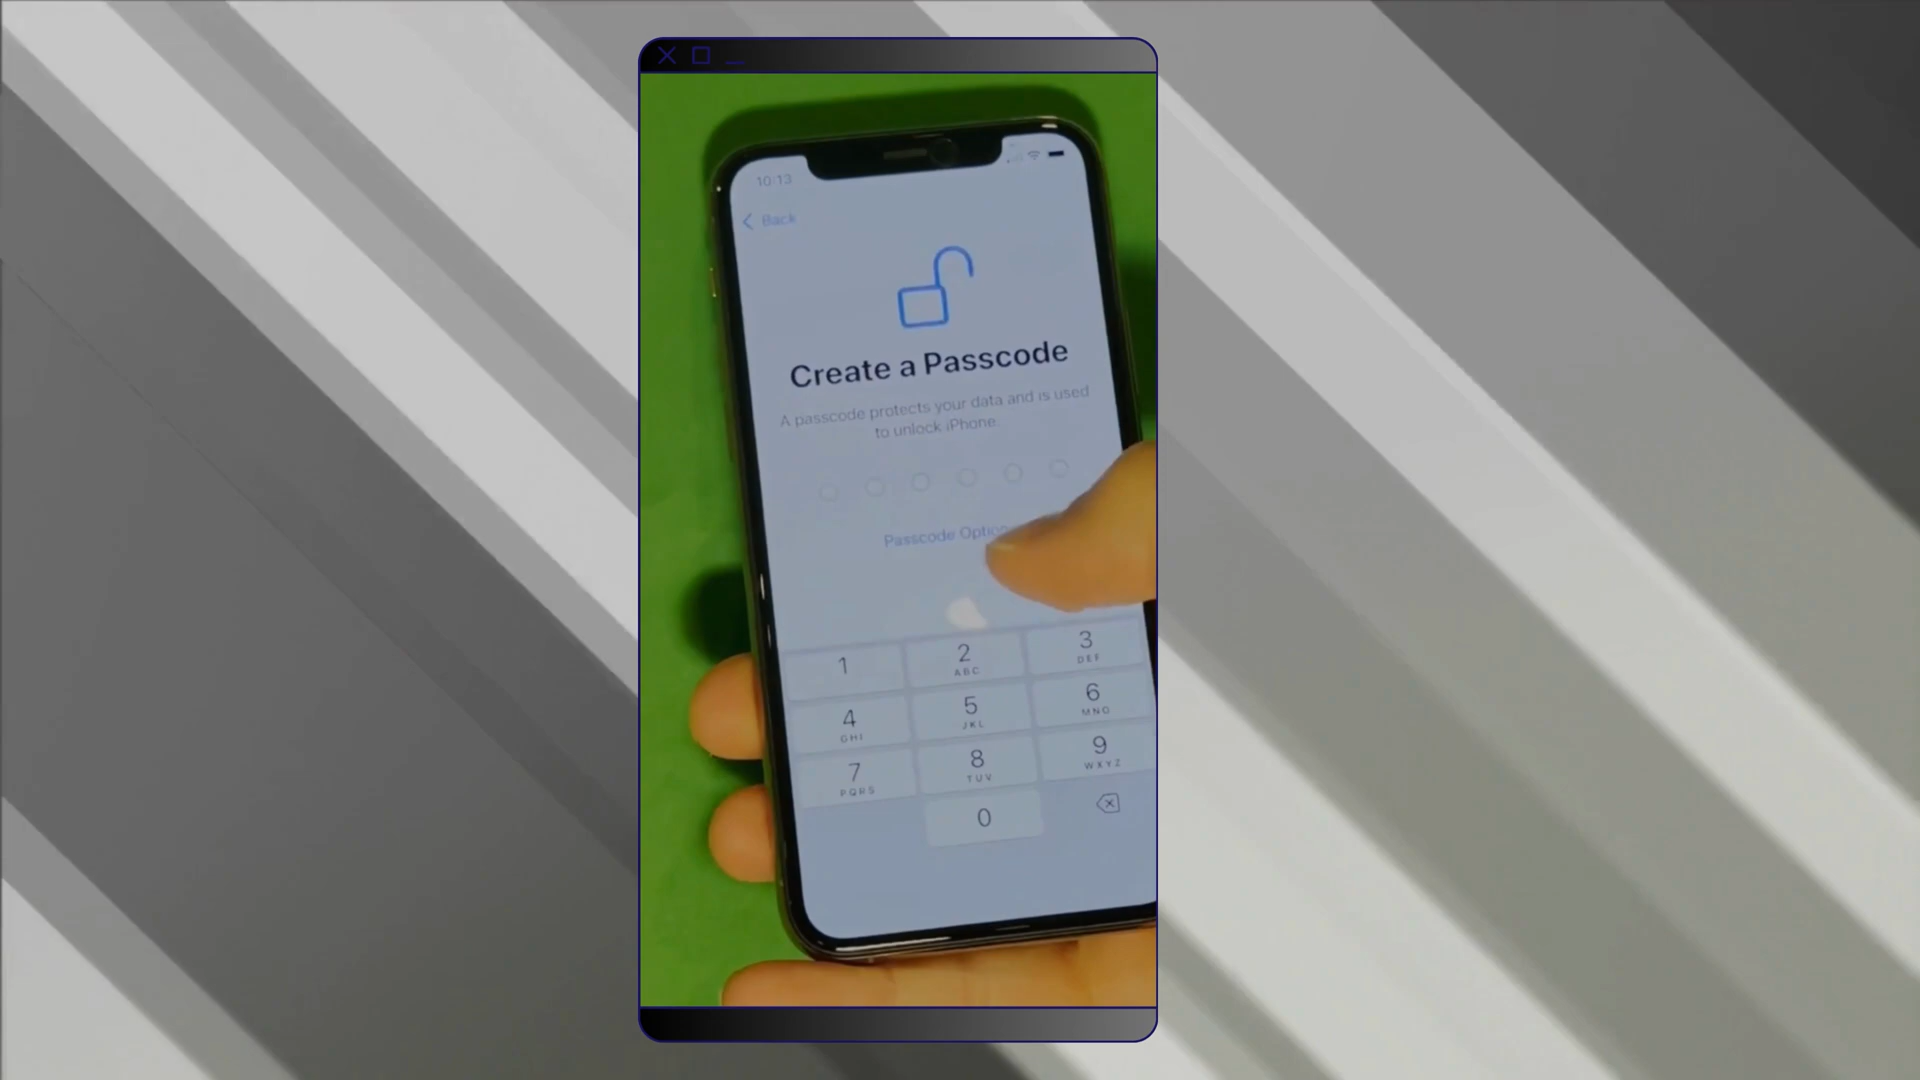 10:13
Back
Create a Passcode
A passcode protects your data and is used
to unlock iPhone.
Passcode
1
2
ABC
3
DEF
4
GHI
5
JKL
6
MNO
7
PQRS
8
TUV
9
WXYZ
0